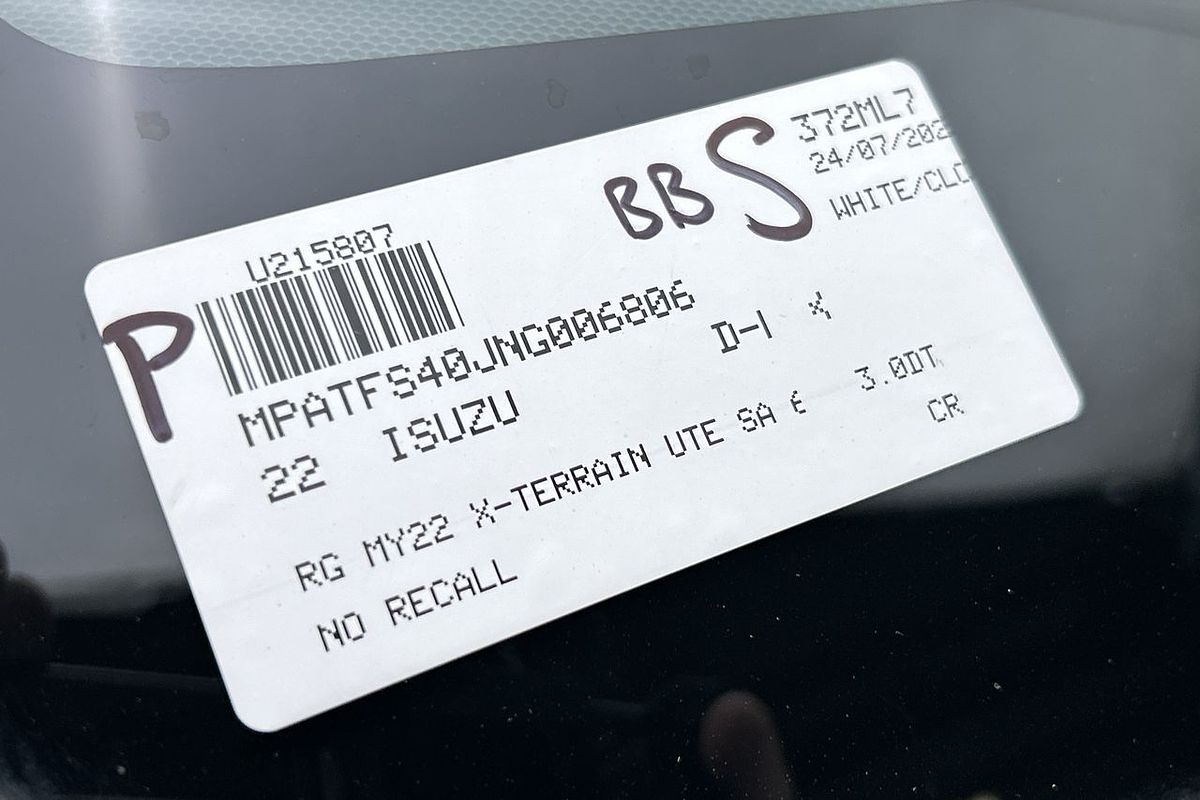 372ML7
24/07/202
WHITE/CLO
BBS
U215807
P
MPATFS40JNG006806
22 ISUZU D-
RG MY22 X-TERRAIN UTE SA 3.0DT
NO RECALL CR